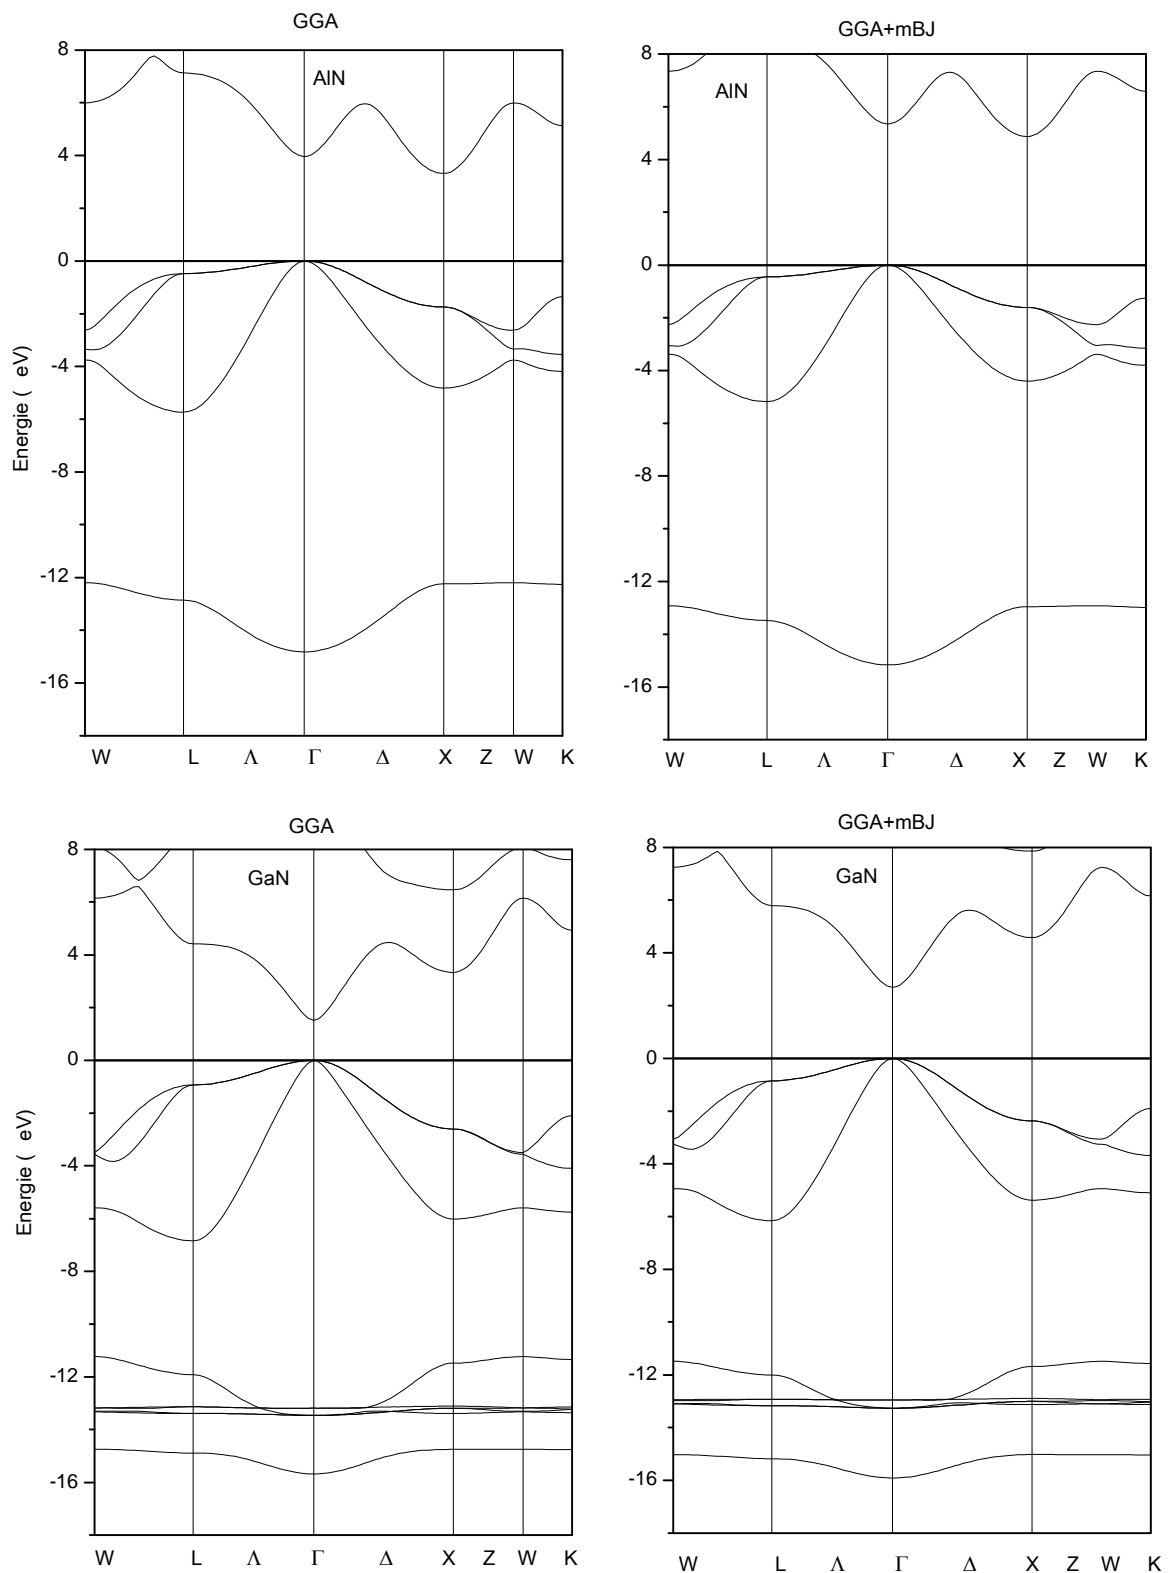 GGA
AlN
8
4
0
-4
-8
-12
-16
Energie ( eV)
W L Λ Γ Δ X Z W K
GGA+mBJ
AlN
8
4
0
-4
-8
-12
-16
W L Λ Γ Δ X Z W K
GGA
GaN
8
4
0
-4
-8
-12
-16
Energie ( eV)
W L Λ Γ Δ X Z W K
GGA+mBJ
GaN
8
4
0
-4
-8
-12
-16
W L Λ Γ Δ X Z W K